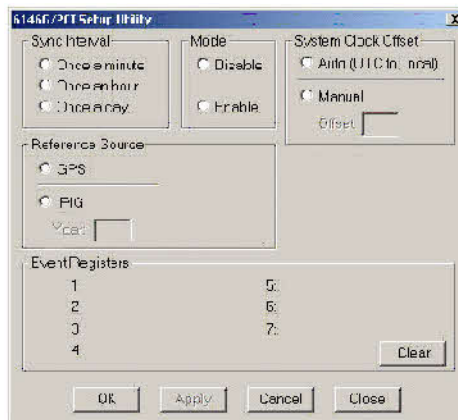 Setup Utility
Sync Interval
Once a minute
Once an hour
Once a day
Mode
Disable
Enable
System Clock Offset
Auto (UTC to Local)
Manual
Offset
Reference Source
GPS
IRIG
Year:
Event Registers
1
2
3
4
5:
6:
7:
Clear
OK
Apply
Cancel
Close